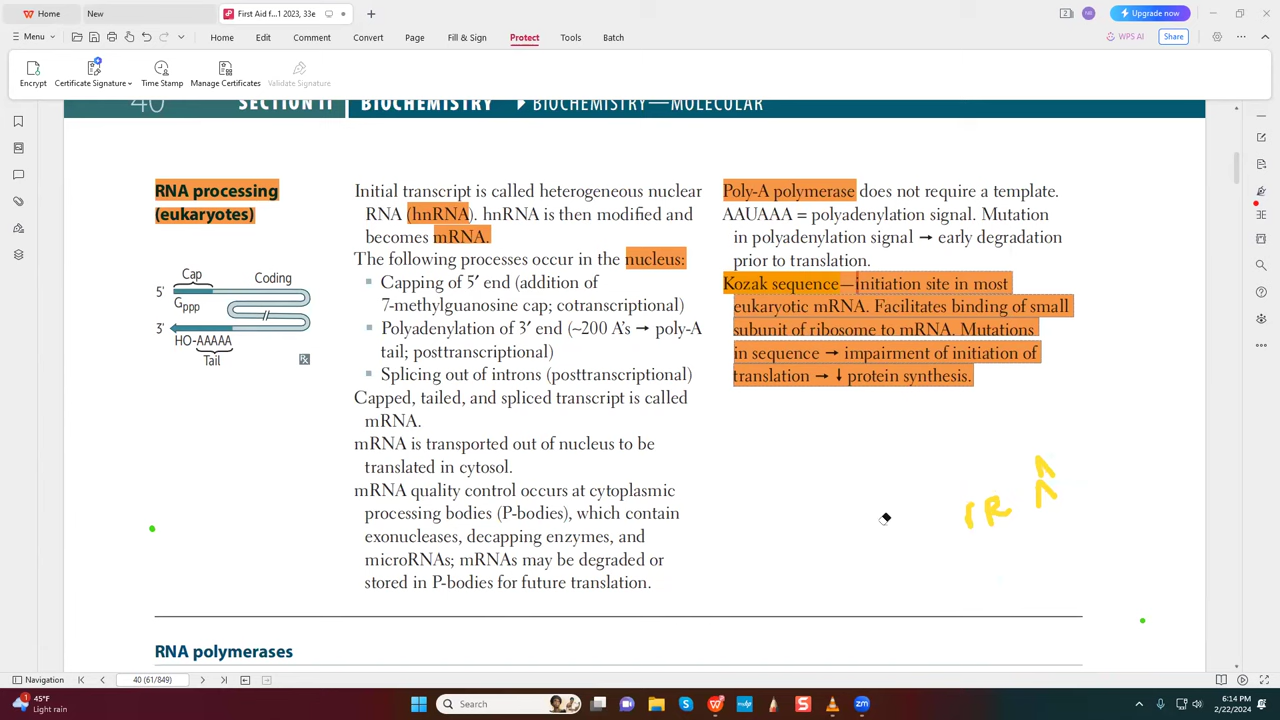 Home
New
First Aid f...1 2023, 33e
2
Upgrade now
Menu
Home
Edit
Comment
Convert
Page
Fill & Sign
Protect
Tools
Batch
WPS AI
Share
Encrypt
Certificate Signature
Time Stamp
Manage Certificates
Validate Signature
40
SECTION II
BIOCHEMISTRY
BIOCHEMISTRY—MOLECULAR
RNA processing
(eukaryotes)
Cap
Coding
5′
Gppp
3′
HO-AAAAA
Tail
Initial transcript is called heterogeneous nuclear
RNA (hnRNA). hnRNA is then modified and
becomes mRNA.
The following processes occur in the nucleus:
Capping of 5′ end (addition of
7-methylguanosine cap; cotranscriptional)
Polyadenylation of 3′ end (~200 A's → poly-A
tail; posttranscriptional)
Splicing out of introns (posttranscriptional)
Capped, tailed, and spliced transcript is called
mRNA.
mRNA is transported out of nucleus to be
translated in cytosol.
mRNA quality control occurs at cytoplasmic
processing bodies (P-bodies), which contain
exonucleases, decapping enzymes, and
microRNAs; mRNAs may be degraded or
stored in P-bodies for future translation.
Poly-A polymerase does not require a template.
AAUAAA = polyadenylation signal. Mutation
in polyadenylation signal → early degradation
prior to translation.
Kozak sequence—initiation site in most
eukaryotic mRNA. Facilitates binding of small
subunit of ribosome to mRNA. Mutations
in sequence → impairment of initiation of
translation → ↓ protein synthesis.
RNA polymerases
Navigation
40 (61/849)
45°F
Light rain
Search
6:14 PM
2/22/2024